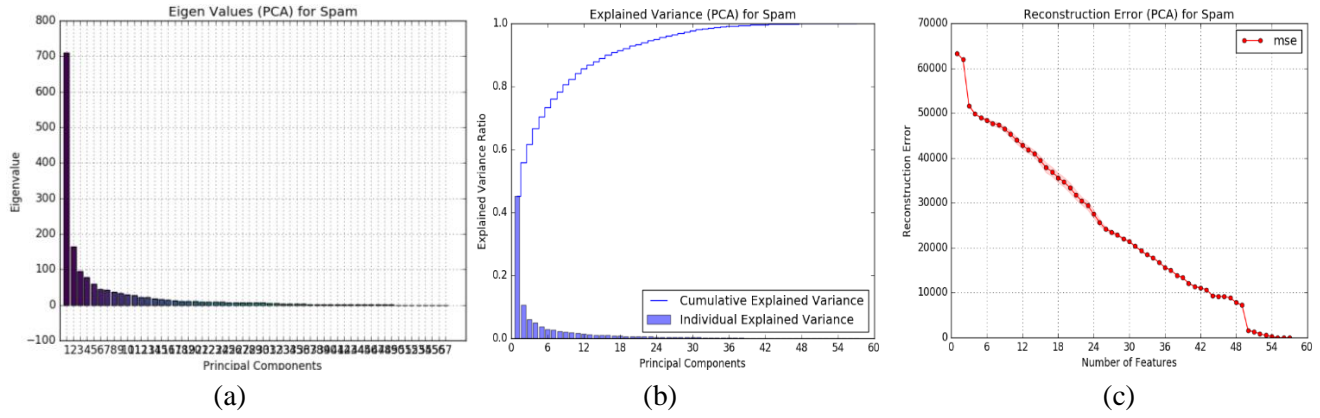 Eigen Values (PCA) for Spam
800
700
600
500
400
300
200
100
0
−100
Eigenvalue
Principal Components
(a)
Explained Variance (PCA) for Spam
1.0
0.8
0.6
0.4
0.2
0.0
Explained Variance Ratio
Cumulative Explained Variance
Individual Explained Variance
0 6 12 18 24 30 36 42 48 54 60
Principal Components
(b)
Reconstruction Error (PCA) for Spam
70000
60000
50000
40000
30000
20000
10000
0
Reconstruction Error
mse
0 6 12 18 24 30 36 42 48 54 60
Number of Features
(c)